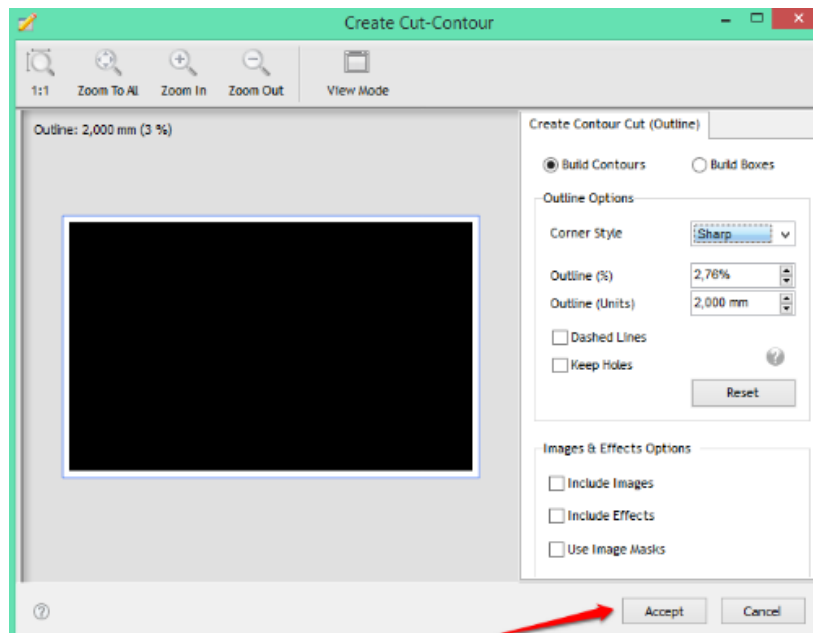 Create Cut-Contour
1:1 Zoom To All Zoom In Zoom Out View Mode
Outline: 2,000 mm (3 %)
Create Contour Cut (Outline)
Build Contours Build Boxes
Outline Options
Corner Style Sharp
Outline (%) 2,76%
Outline (Units) 2,000 mm
Dashed Lines
Keep Holes
Reset
Images & Effects Options
Include Images
Include Effects
Use Image Masks
Accept Cancel